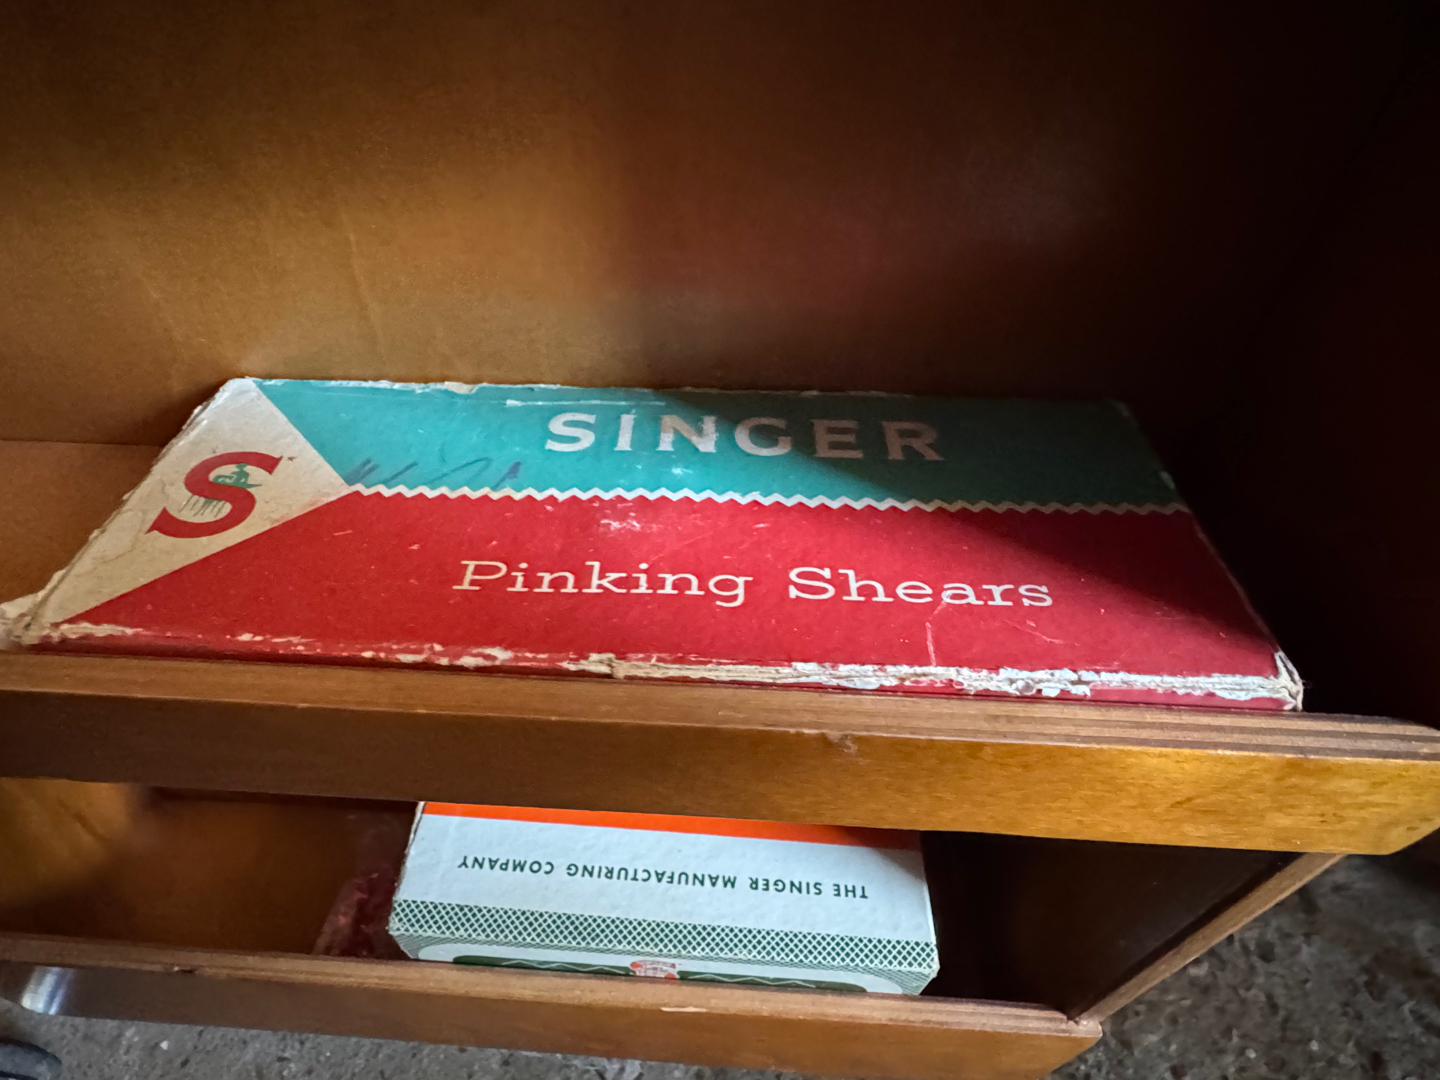 SINGER
S
Pinking Shears
THE SINGER MANUFACTURING COMPANY